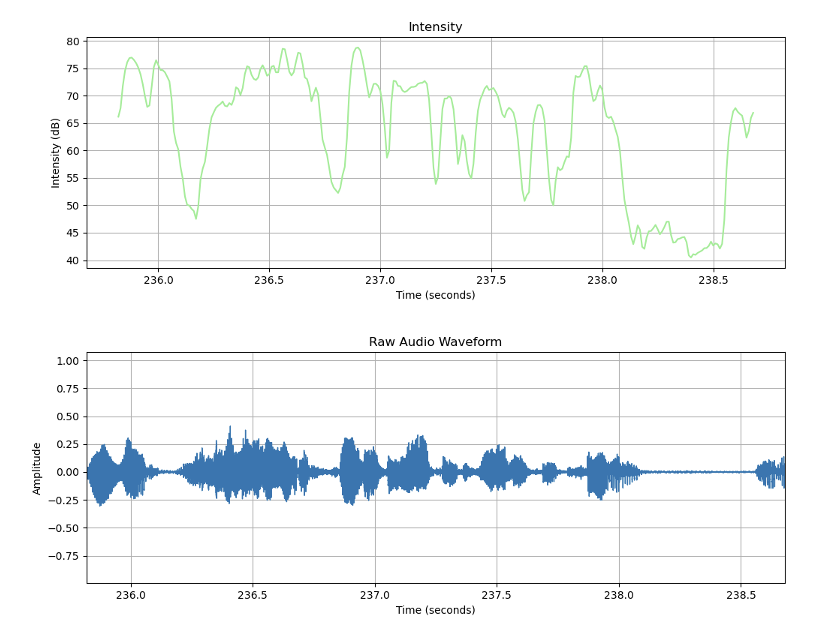 Intensity
80
75
70
65
60
55
50
45
40
Intensity (dB)
236.0 236.5 237.0 237.5 238.0 238.5
Time (seconds)
Raw Audio Waveform
1.00
0.75
0.50
0.25
0.00
−0.25
−0.50
−0.75
Amplitude
236.0 236.5 237.0 237.5 238.0 238.5
Time (seconds)